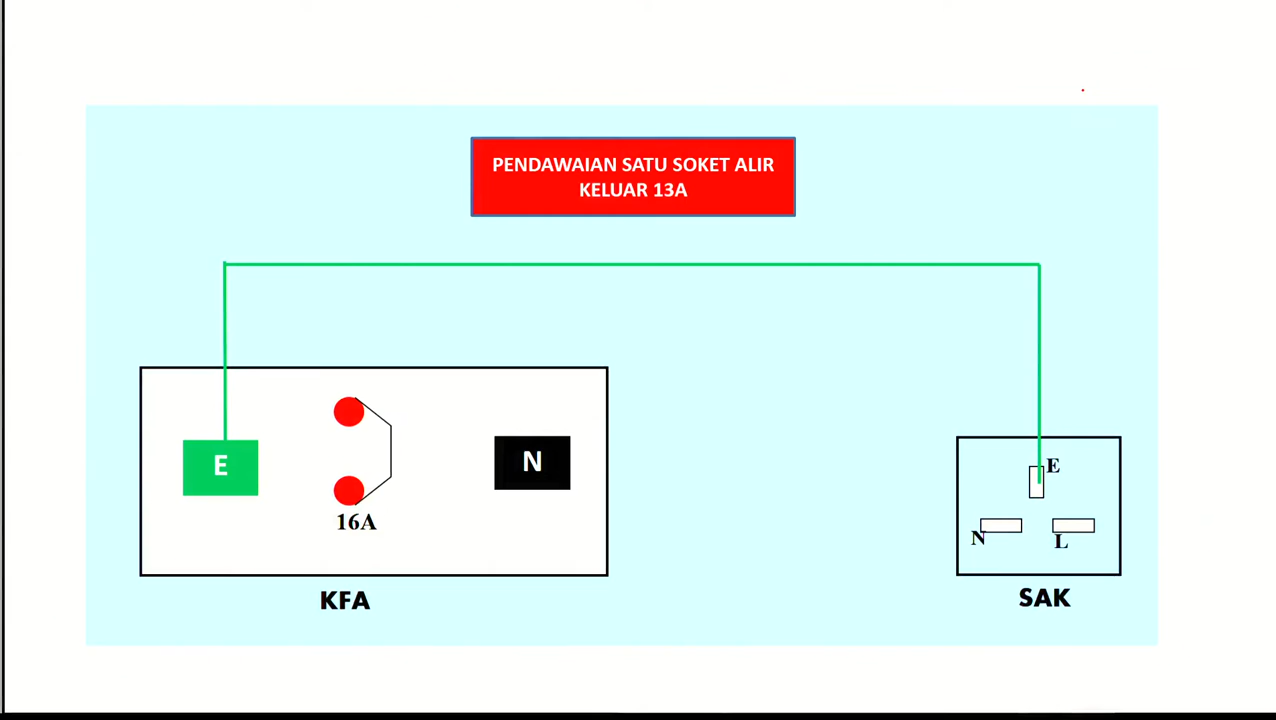 PENDAWAIAN SATU SOKET ALIR
KELUAR 13A
E
N
16A
KFA
E
N
L
SAK